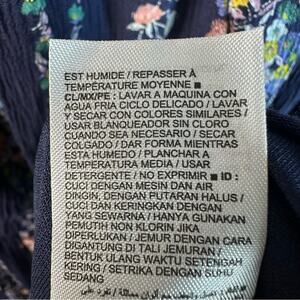 EST HUMIDE / REPASSER À
TEMPÉRATURE MOYENNE ■
CL/MX/PE : LAVAR A MAQUINA CON
AGUA FRIA CICLO DELICADO / LAVAR
Y SECAR CON COLORES SIMILARES /
USAR BLANQUEADOR SIN CLORO
CUANDO SEA NECESARIO / SECAR
COLGADO / DAR FORMA MIENTRAS
ESTA HUMEDO / PLANCHAR A
TEMPERATURA MEDIA / USAR
DETERGENTE / NO EXPRIMIR ■ ID :
CUCI DENGAN MESIN DAN AIR
DINGIN, DENGAN PUTARAN HALUS /
CUCI DAN KERINGKAN DENGAN
YANG SEWARNA / HANYA GUNAKAN
PEMUTIH NON KLORIN JIKA
DIPERLUKAN / JEMUR DENGAN CARA
DIGANTUNG DI TALI JEMURAN /
BENTUK ULANG WAKTU SETENGAH
KERING / SETRIKA DENGAN SUHU
SEDANG